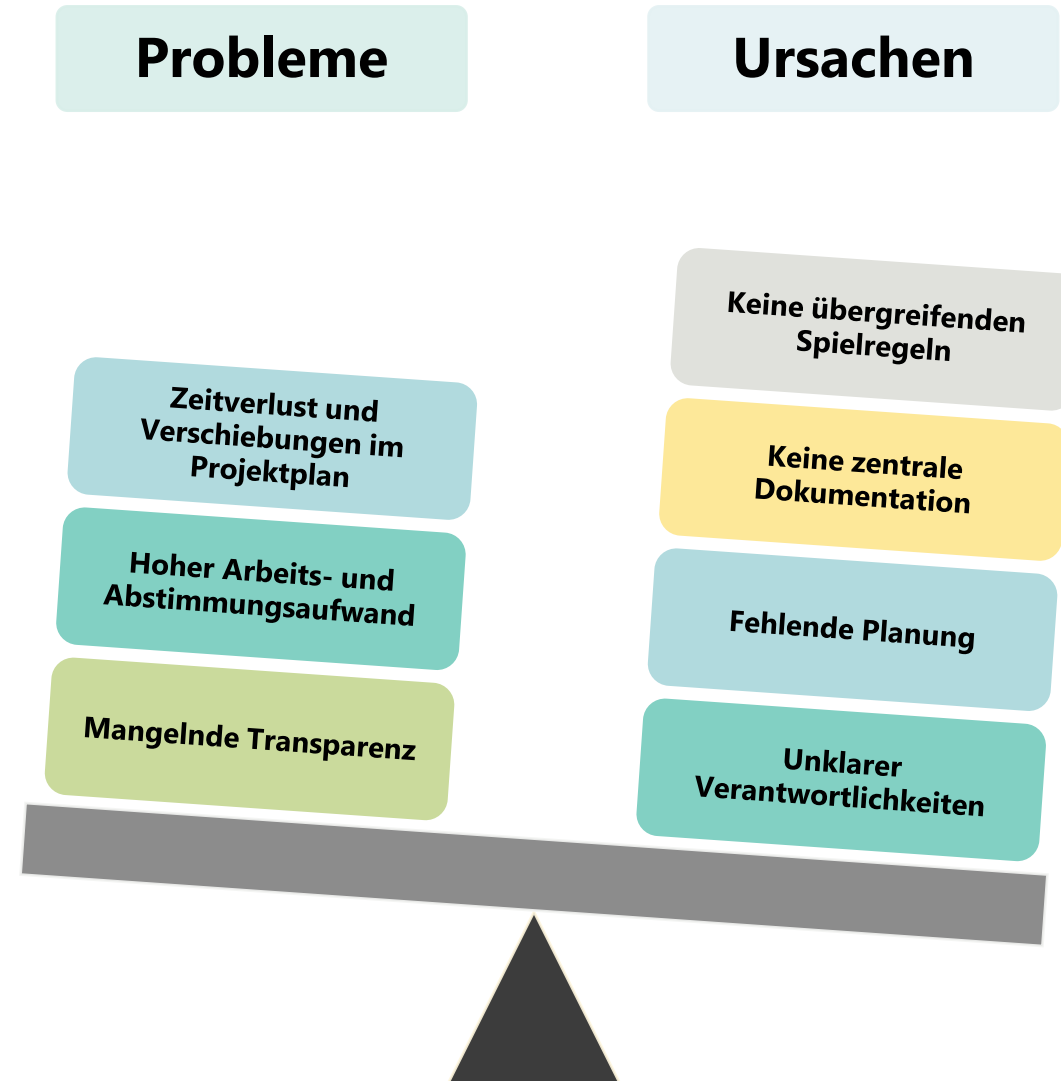 Probleme
Ursachen
Zeitverlust und
Verschiebungen im
Projektplan
Hoher Arbeits- und
Abstimmungsaufwand
Mangelnde Transparenz
Keine übergreifenden
Spielregeln
Keine zentrale
Dokumentation
Fehlende Planung
Unklarer
Verantwortlichkeiten